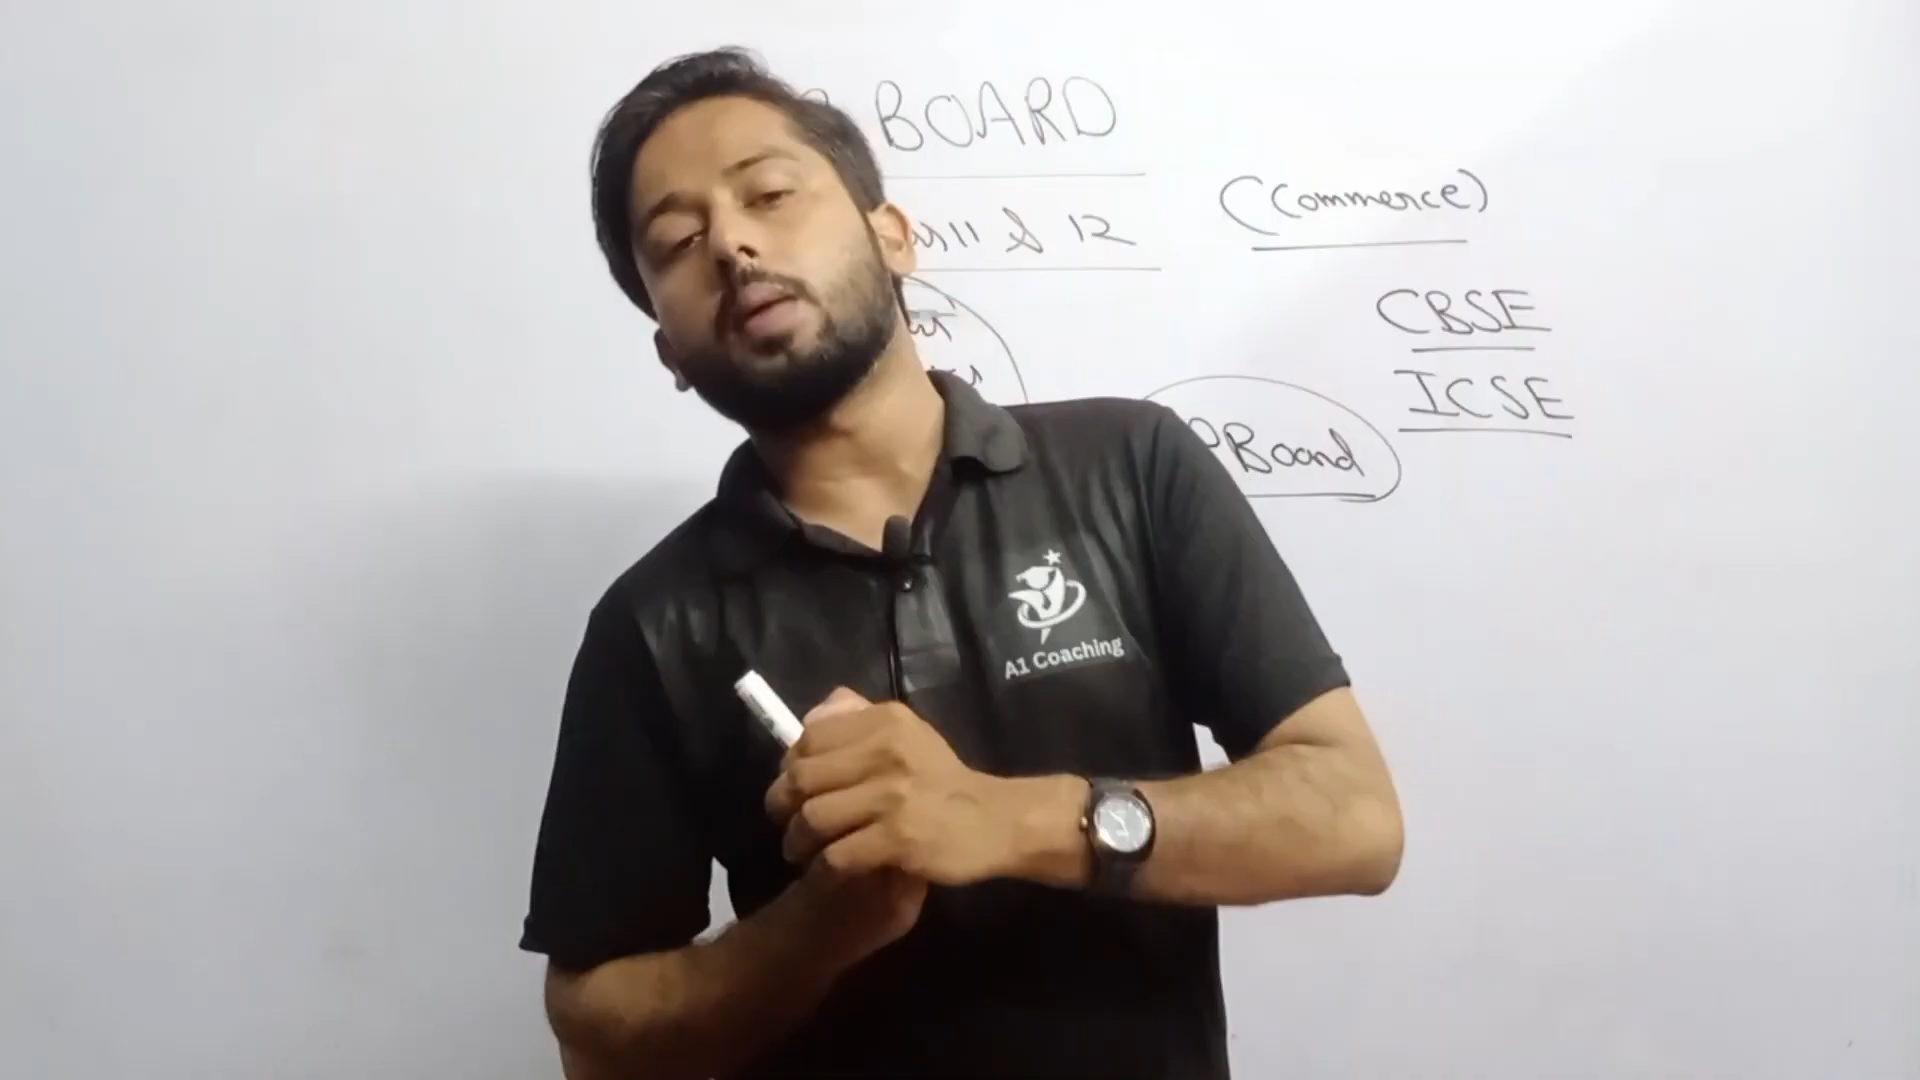 BOARD
11 & 12
(Commerce)
CBSE
ICSE
Board
A1 Coaching